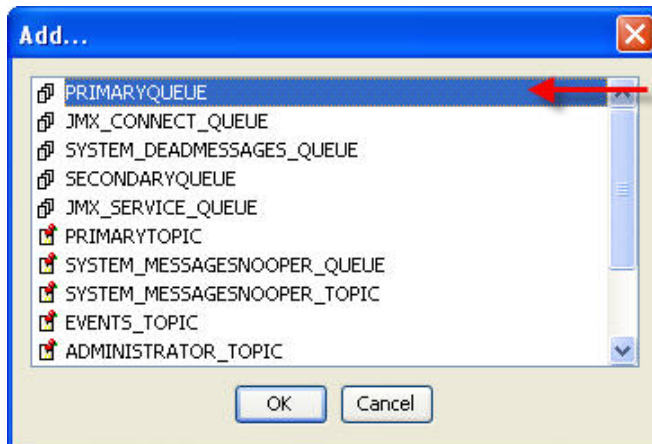 Add...
PRIMARYQUEUE
JMX_CONNECT_QUEUE
SYSTEM_DEADMESSAGES_QUEUE
SECONDARYQUEUE
JMX_SERVICE_QUEUE
PRIMARYTOPIC
SYSTEM_MESSAGESNOOPER_QUEUE
SYSTEM_MESSAGESNOOPER_TOPIC
EVENTS_TOPIC
ADMINISTRATOR_TOPIC
OK Cancel